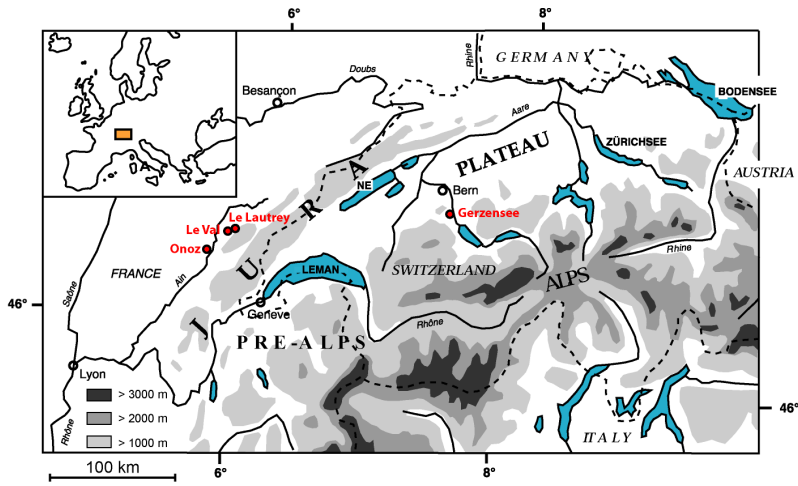 6°
8°
GERMANY
Rhine
Doubs
Besançon
BODENSEE
Aare
PLATEAU
ZÜRICHSEE
A
AUSTRIA
NE
Bern
Le Lautrey
Le Val
Gerzensee
Onoz
JURA
Rhine
FRANCE
Ain
LEMAN
SWITZERLAND
ALPS
Saône
46°
Geneve
Rhône
PRE-ALPS
Lyon
> 3000 m
> 2000 m
> 1000 m
46°
Rhône
ITALY
100 km
6°
8°